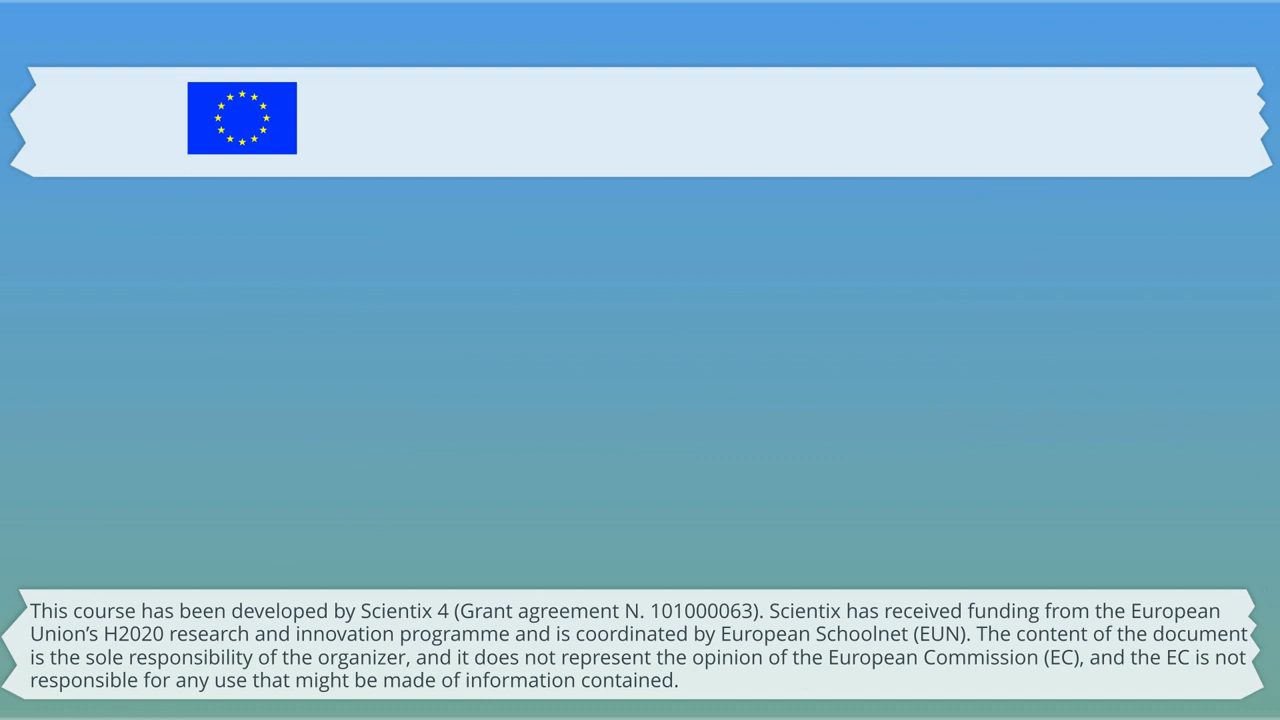 This course has been developed by Scientix 4 (Grant agreement N. 101000063). Scientix has received funding from the European
Union’s H2020 research and innovation programme and is coordinated by European Schoolnet (EUN). The content of the document
is the sole responsibility of the organizer, and it does not represent the opinion of the European Commission (EC), and the EC is not
responsible for any use that might be made of information contained.